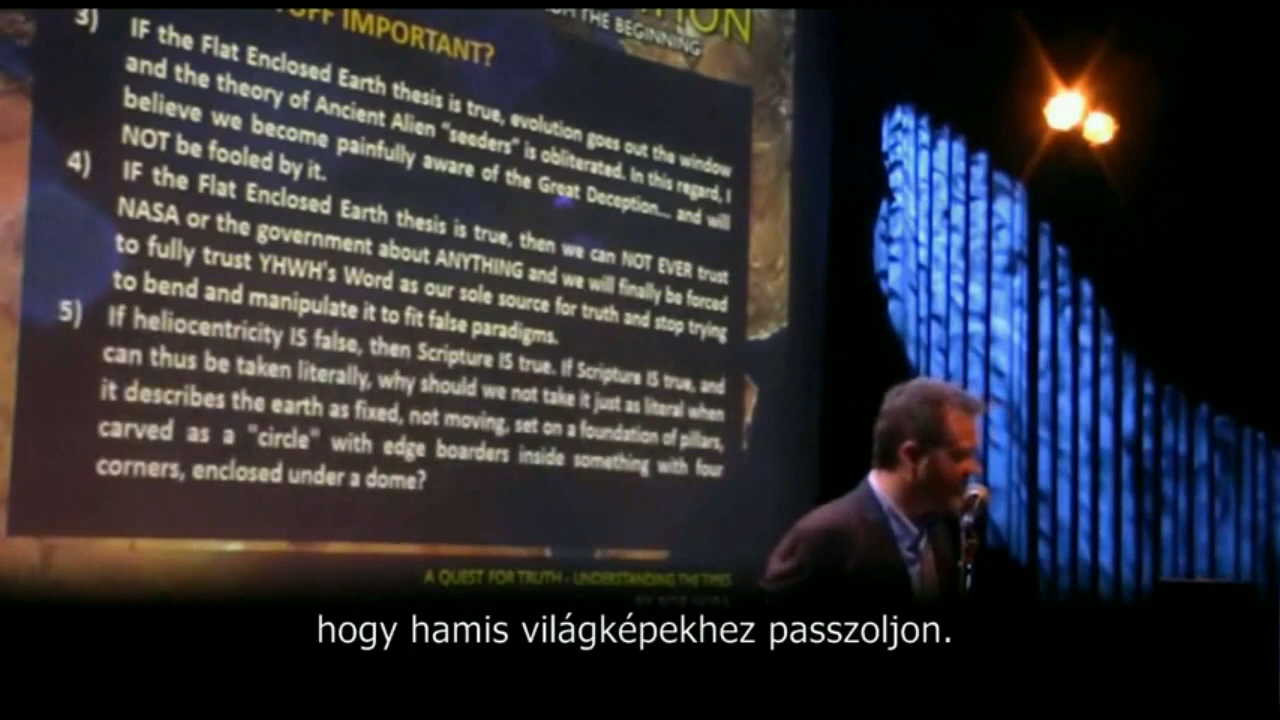 UFF IMPORTANT?
THE BEGINNING
3) IF the Flat Enclosed Earth thesis is true, evolution goes out the window
and the theory of Ancient Alien "seeders" is obliterated. In this regard, I
believe we become painfully aware of the Great Deception... and will
NOT be fooled by it.
4) IF the Flat Enclosed Earth thesis is true, then we can NOT EVER trust
NASA or the government about ANYTHING and we will finally be forced
to fully trust YHWH's Word as our sole source for truth and stop trying
to bend and manipulate it to fit false paradigms.
5) If heliocentricity IS false, then Scripture IS true. If Scripture IS true, and
can thus be taken literally, why should we not take it just as literal when
it describes the earth as fixed, not moving, set on a foundation of pillars,
carved as a "circle" with edge boarders inside something with four
corners, enclosed under a dome?
A QUEST FOR TRUTH - UNDERSTANDING THE TIMES
hogy hamis világképekhez passzoljon.